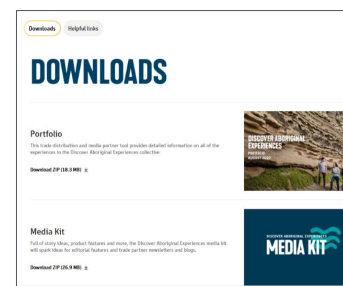 Downloads Helpful links
DOWNLOADS
Portfolio
This trade distribution and media partner tool provides detailed information on all of the
experiences in the Discover Aboriginal Experiences collective.
Download ZIP (18.3 MB)
DISCOVER ABORIGINAL
EXPERIENCES
PORTFOLIO
Media Kit
Full of story ideas, product features and more, the Discover Aboriginal Experiences media kit
will spark ideas for editorial features and trade partner newsletters and blogs.
Download ZIP (26.9 MB)
DISCOVER ABORIGINAL EXPERIENCES
MEDIA KIT